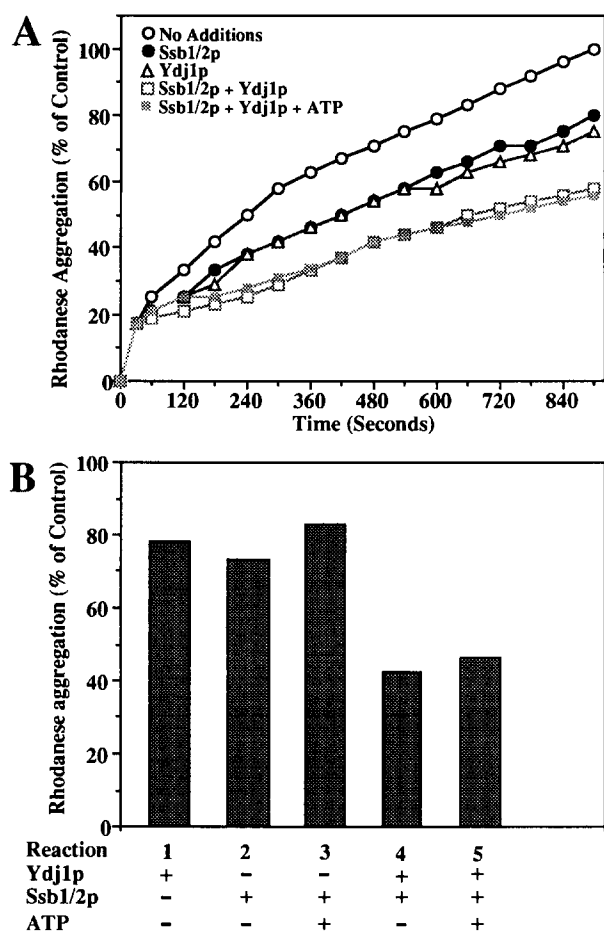 A
No Additions
Ssb1/2p
Ydj1p
Ssb1/2p + Ydj1p
Ssb1/2p + Ydj1p + ATP
Rhodanese Aggregation (% of Control)
100
80
60
40
20
0
0 120 240 360 480 600 720 840
Time (Seconds)
B
Rhodanese aggregation (% of Control)
100
80
60
40
20
0
Reaction 1 2 3 4 5
Ydj1p + – – + +
Ssb1/2p – + + + +
ATP – – + – +